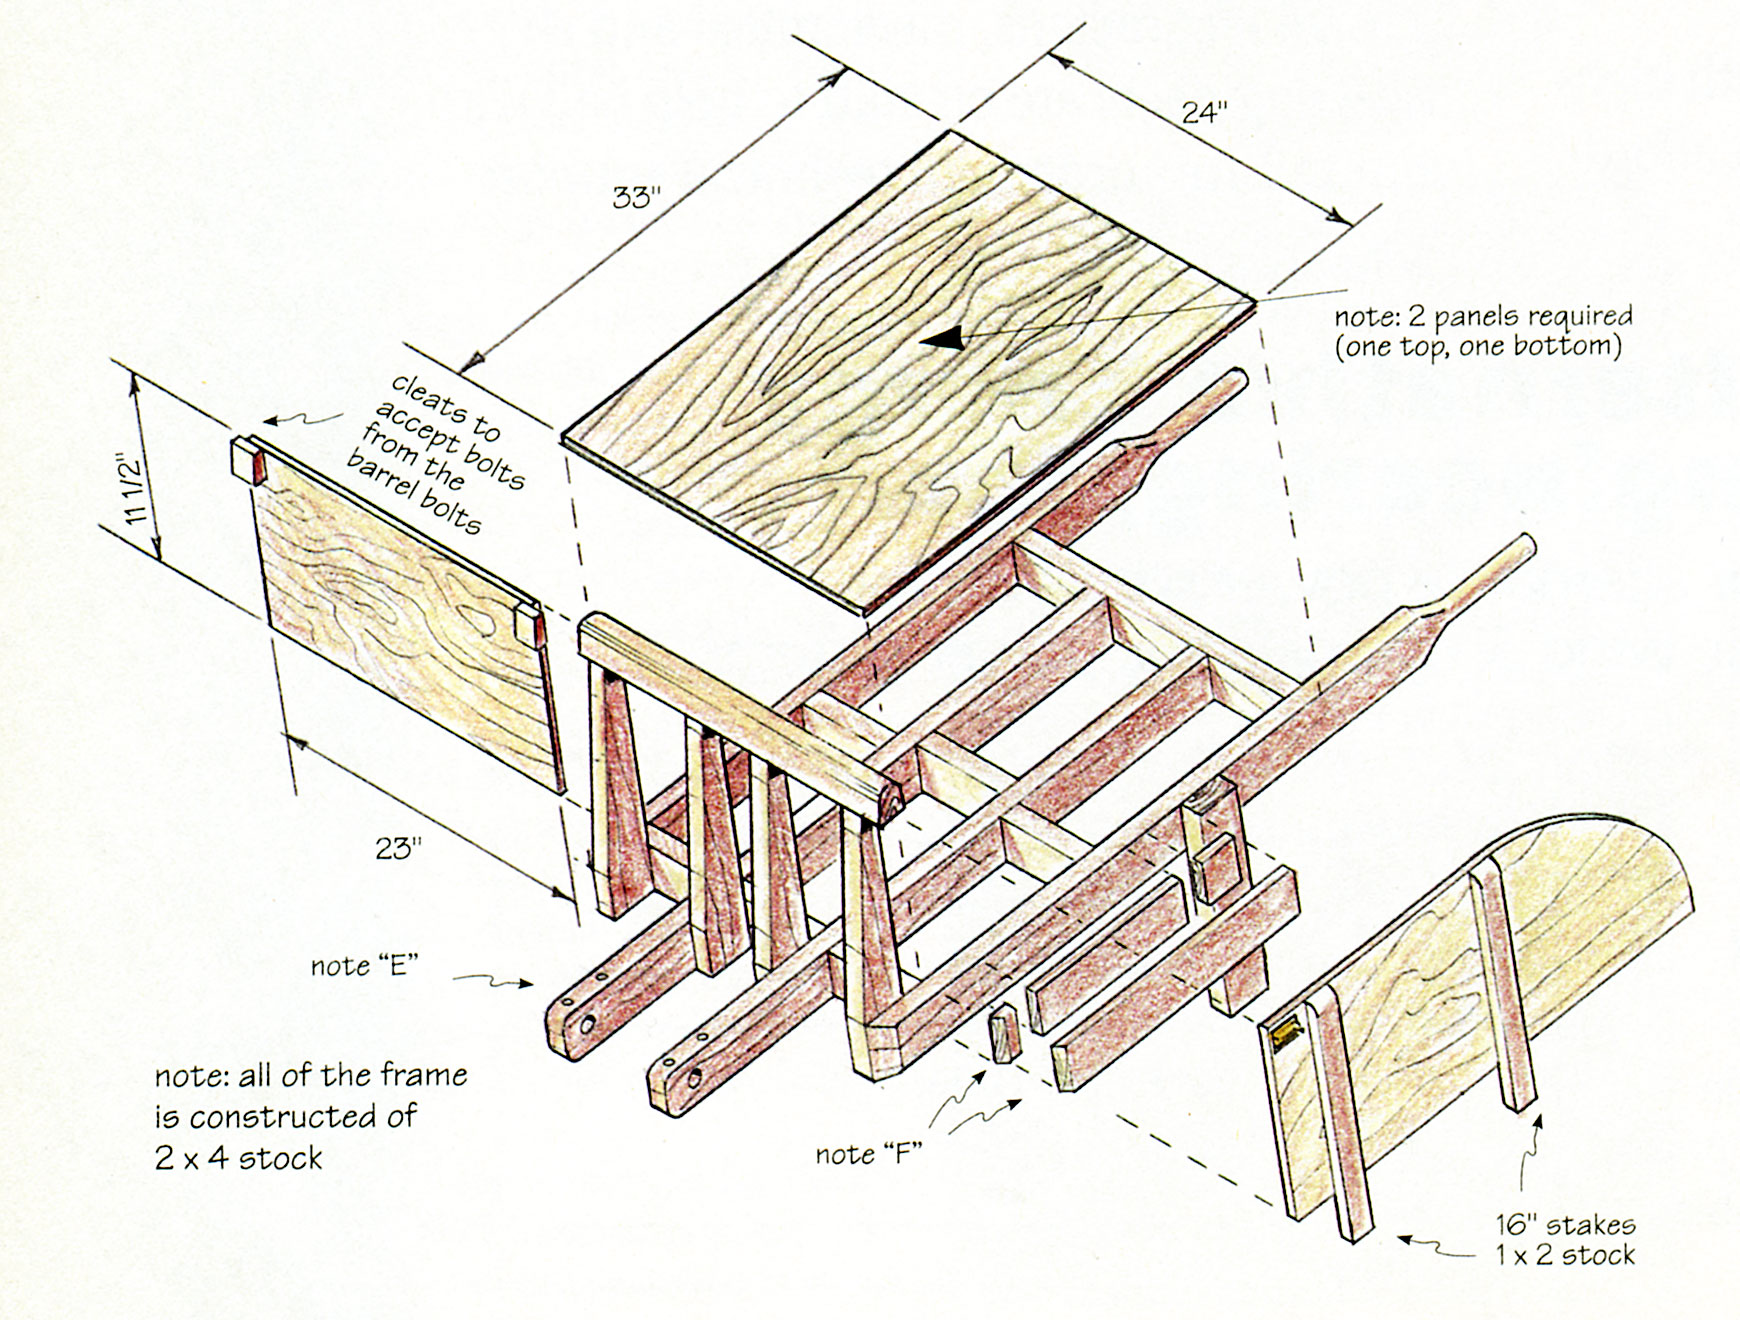 24"
33"
note: 2 panels required
(one top, one bottom)
cleats to
accept bolts
from the
barrel bolts
11 1/2"
23"
note “E”
note: all of the frame
is constructed of
2 x 4 stock
note “F”
16" stakes
1 x 2 stock